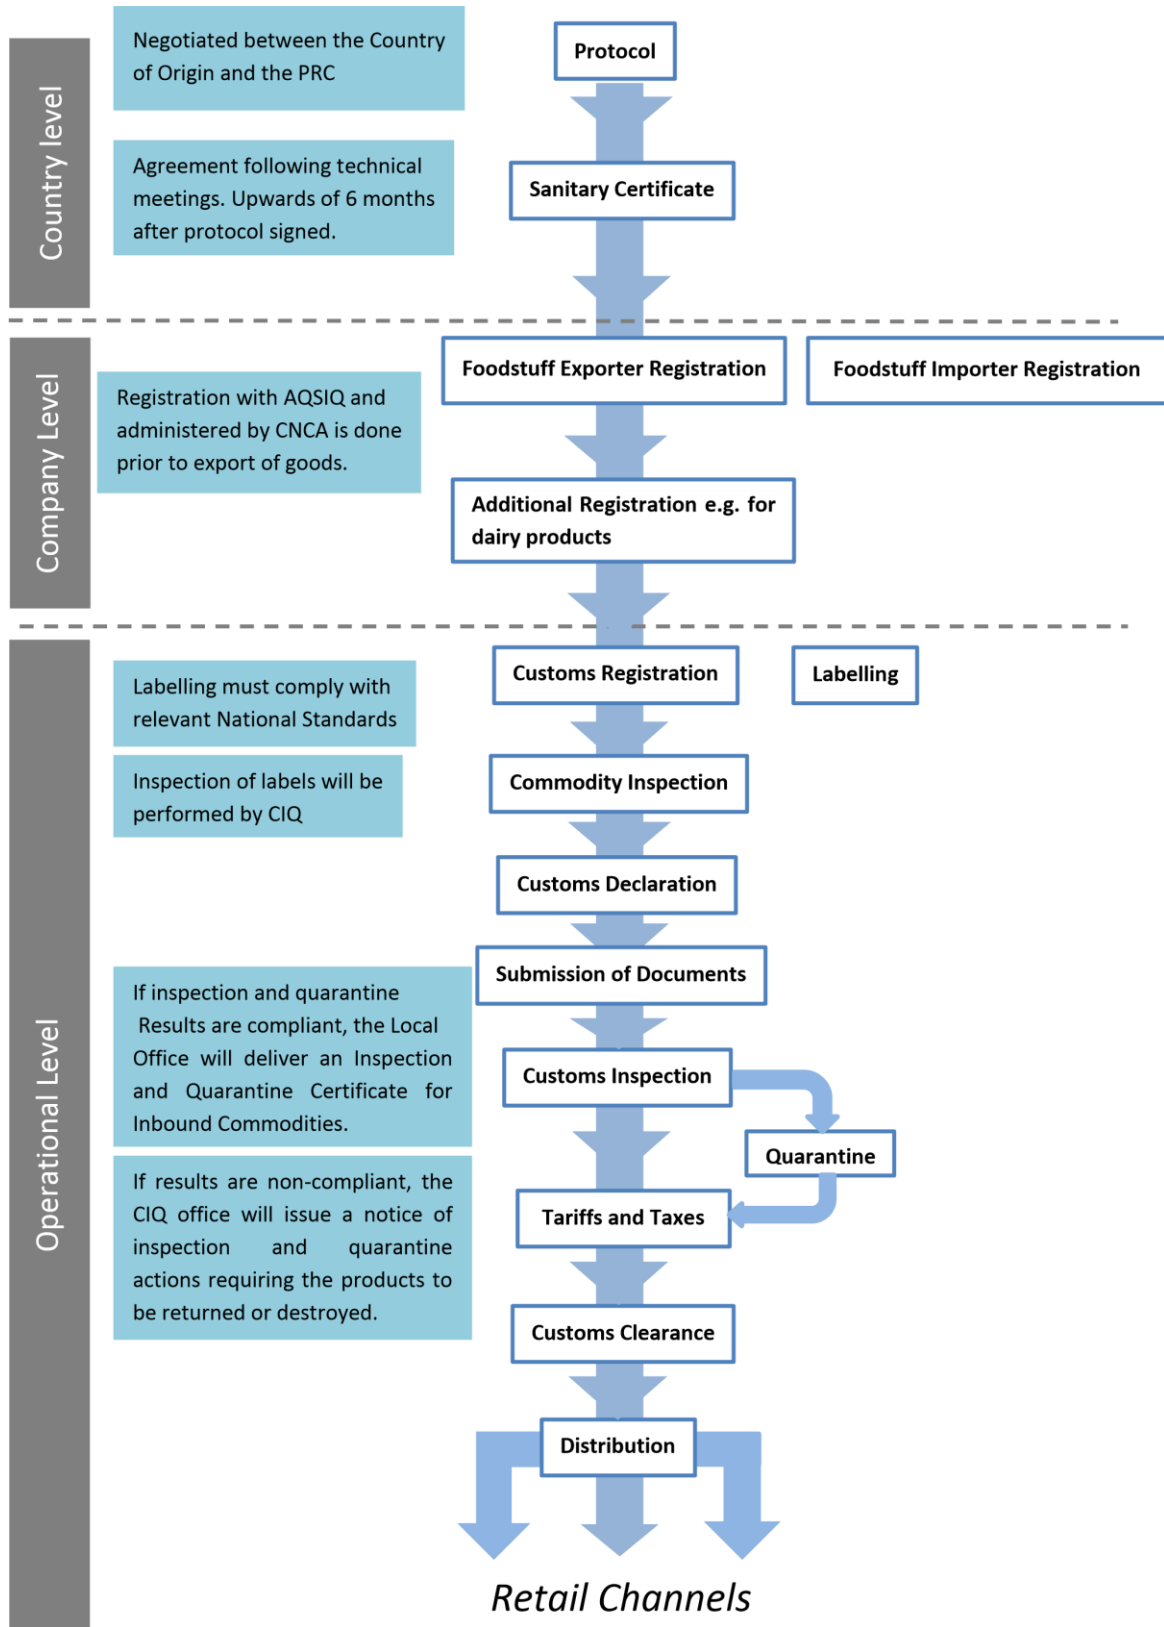 Country level
Negotiated between the Country
of Origin and the PRC
Protocol
Agreement following technical
meetings. Upwards of 6 months
after protocol signed.
Sanitary Certificate
Company Level
Foodstuff Exporter Registration
Foodstuff Importer Registration
Registration with AQSIQ and
administered by CNCA is done
prior to export of goods.
Additional Registration e.g. for
dairy products
Operational Level
Customs Registration
Labelling
Labelling must comply with
relevant National Standards
Commodity Inspection
Inspection of labels will be
performed by CIQ
Customs Declaration
Submission of Documents
If inspection and quarantine
Results are compliant, the Local
Office will deliver an Inspection
and Quarantine Certificate for
Inbound Commodities.
Customs Inspection
Quarantine
If results are non-compliant, the
CIQ office will issue a notice of
inspection and quarantine
actions requiring the products to
be returned or destroyed.
Tariffs and Taxes
Customs Clearance
Distribution
Retail Channels